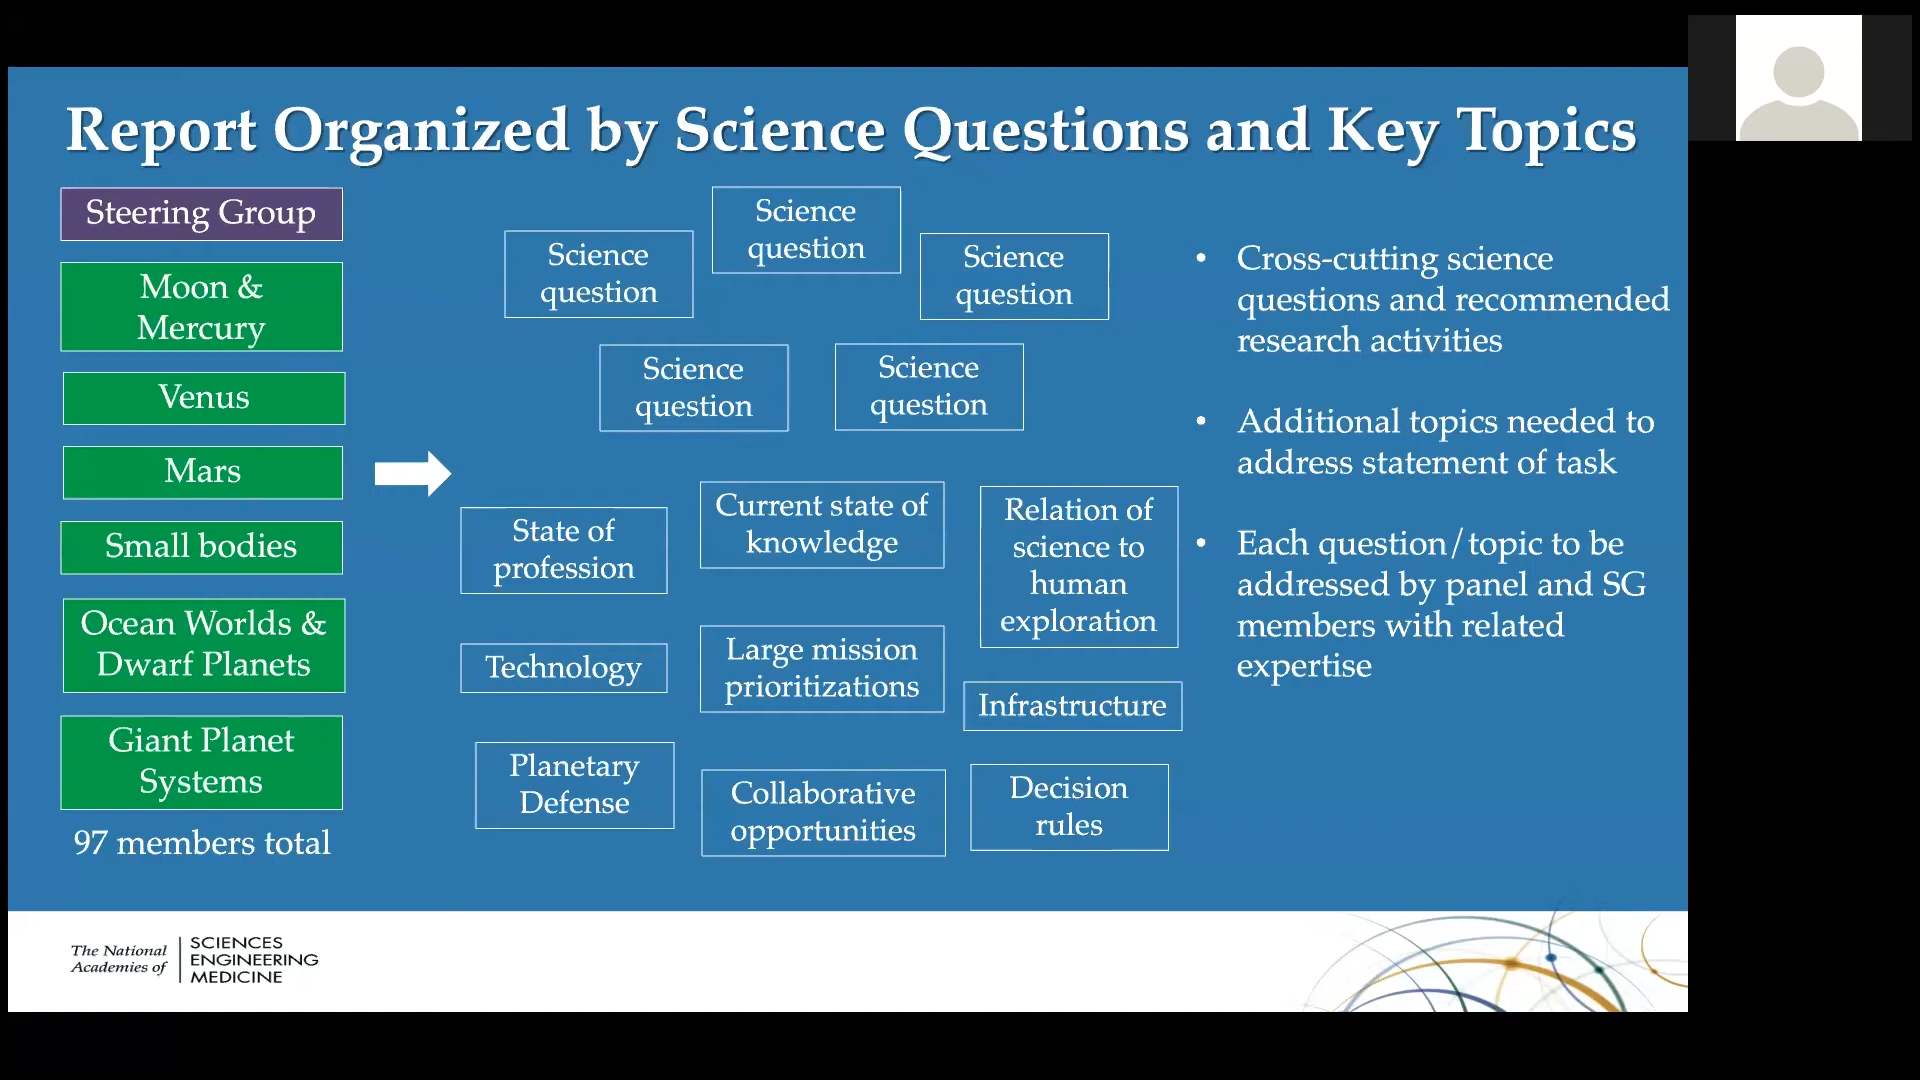 Report Organized by Science Questions and Key Topics
Steering Group
Moon &
Mercury
Venus
Mars
Small bodies
Ocean Worlds &
Dwarf Planets
Giant Planet
Systems
97 members total
Science
question
Science
question
Science
question
Science
question
Science
question
State of
profession
Current state of
knowledge
Relation of
science to
human
exploration
Technology
Large mission
prioritizations
Infrastructure
Planetary
Defense
Collaborative
opportunities
Decision
rules
• Cross-cutting science
questions and recommended
research activities
• Additional topics needed to
address statement of task
• Each question/topic to be
addressed by panel and SG
members with related
expertise
The National
Academies of
SCIENCES
ENGINEERING
MEDICINE